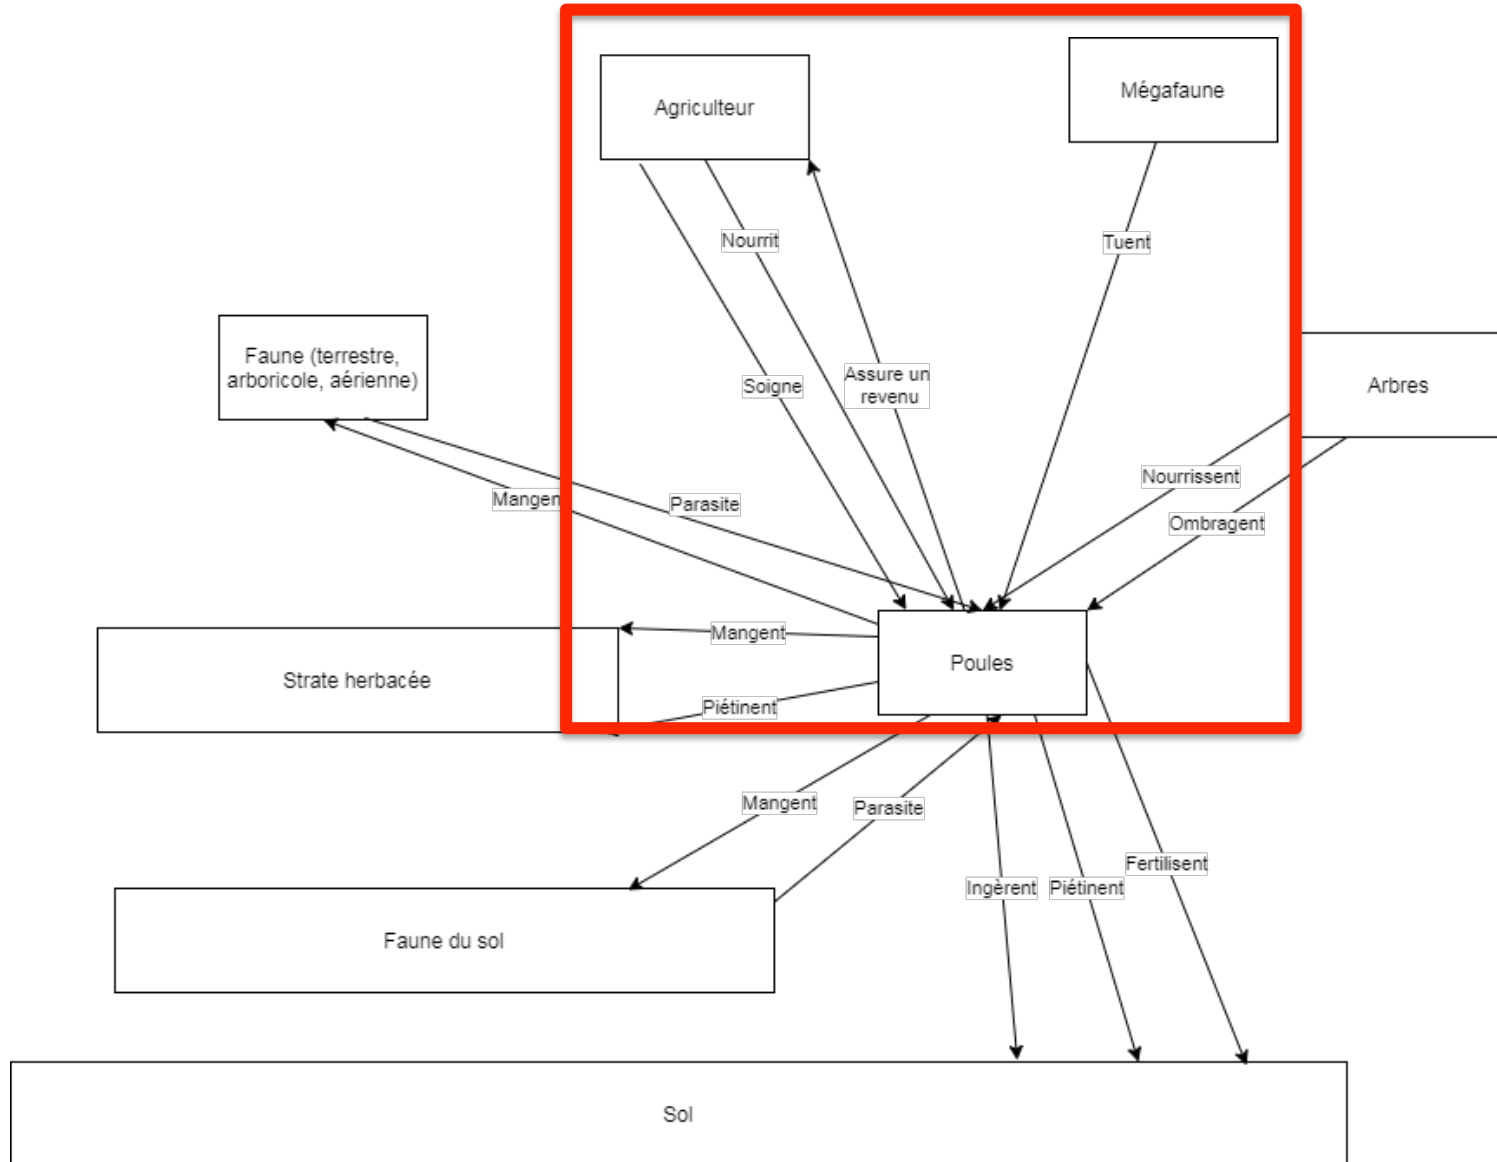 Agriculteur
Mégafaune
Nourrit
Tuent
Faune (terrestre,
arboricole, aérienne)
Soigne
Assure un
revenu
Arbres
Nourrissent
Mangen
Parasite
Ombragent
Mangent
Poules
Strate herbacée
Piétinent
Mangent
Parasite
Fertilisent
Ingèrent
Piétinent
Faune du sol
Sol